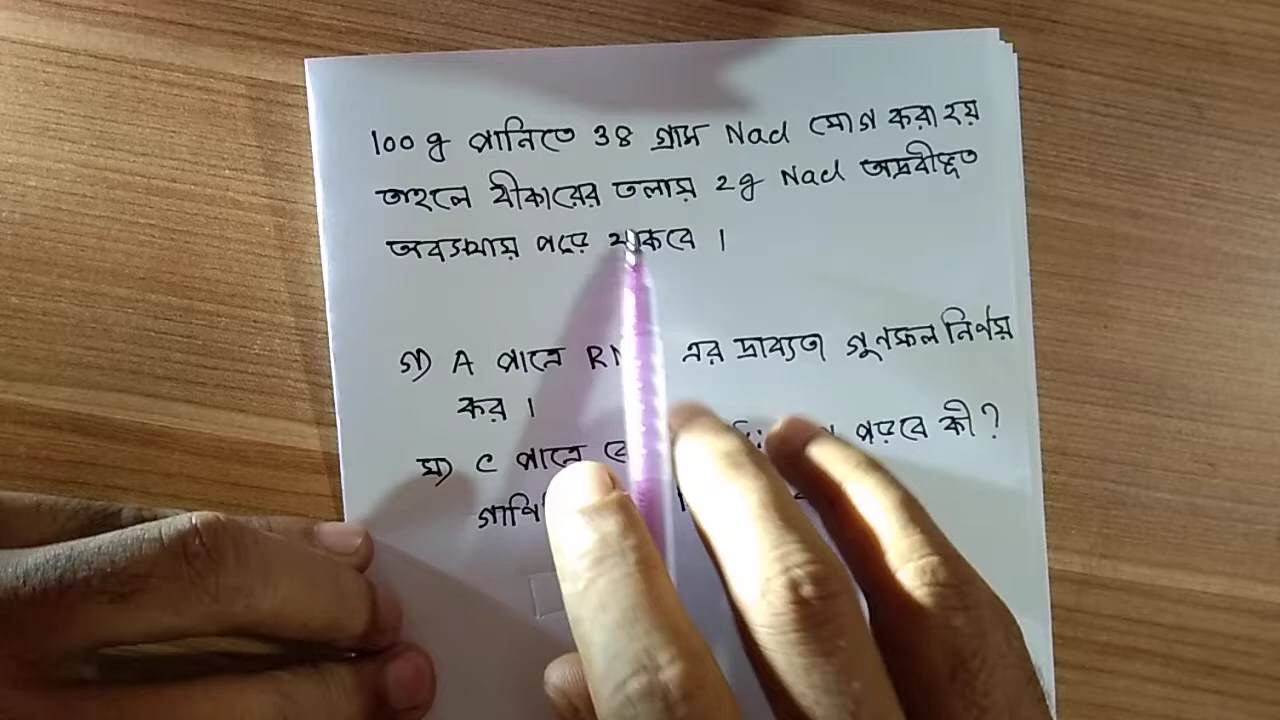 100 g পানিতে 38 গ্রাম Nacl যোগ করা হয়
তাহলে বীকারের তলায় 2g Nacl অদ্রবীভূত
অবস্থায় পড়ে থাকবে ।
গ) A পাত্রে এর দ্রাব্যতা গুনফল নির্ণয়
কর ।
ঘ) C পাত্রে পড়বে কী?